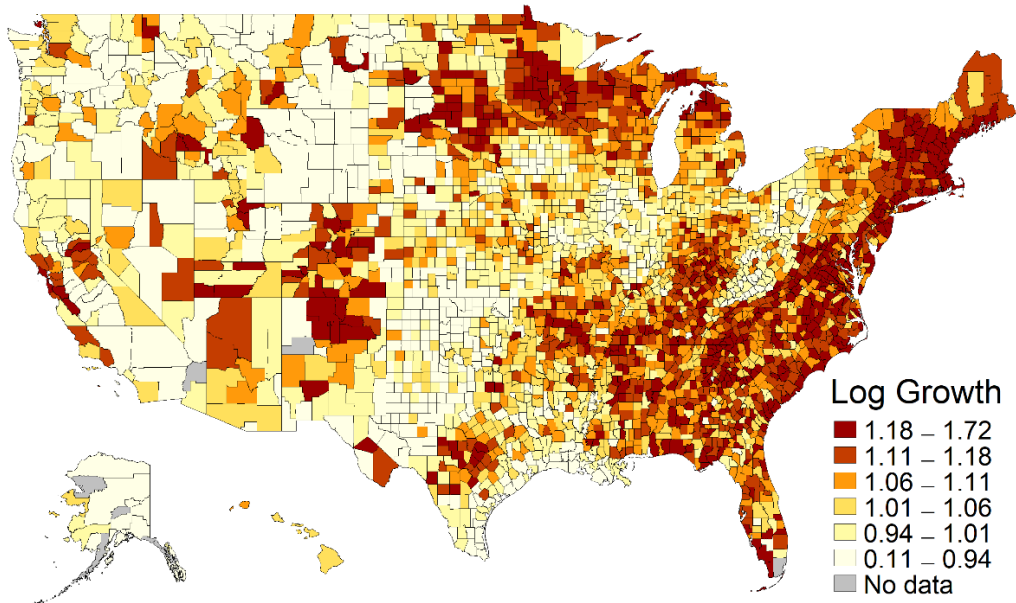 Log Growth
1.18 – 1.72
1.11 – 1.18
1.06 – 1.11
1.01 – 1.06
0.94 – 1.01
0.11 – 0.94
No data